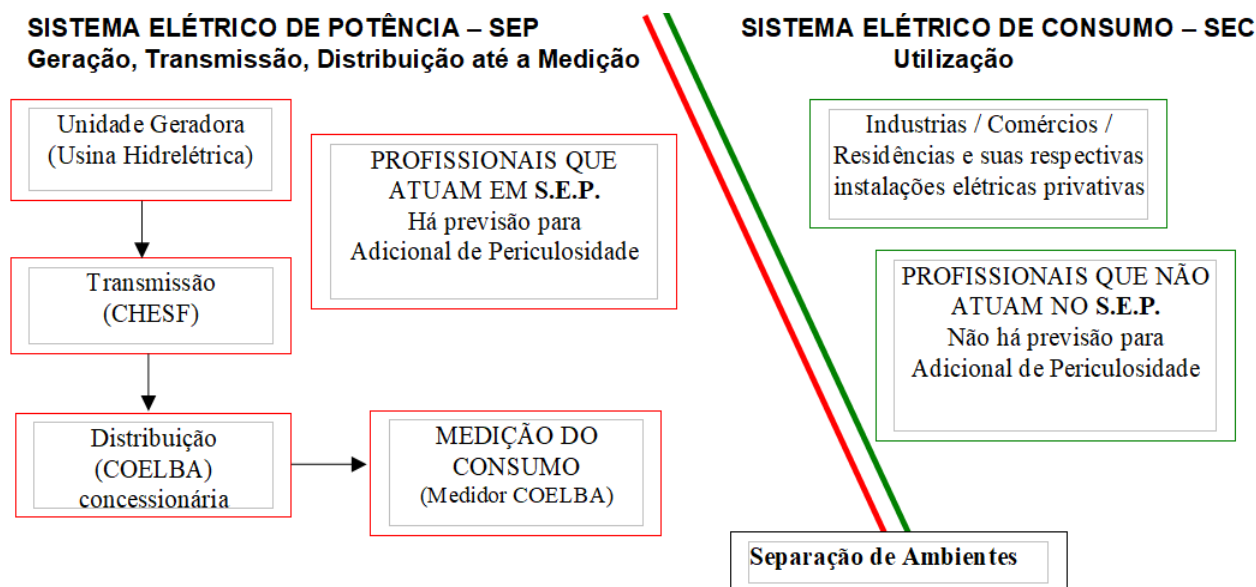 SISTEMA ELÉTRICO DE POTÊNCIA – SEP
Geração, Transmissão, Distribuição até a Medição
Unidade Geradora
(Usina Hidrelétrica)
PROFISSIONAIS QUE
ATUAM EM S.E.P.
Há previsão para
Adicional de Periculosidade
Transmissão
(CHESF)
Distribuição
(COELBA)
concessionária
MEDIÇÃO DO
CONSUMO
(Medidor COELBA)
SISTEMA ELÉTRICO DE CONSUMO – SEC
Utilização
Industrias / Comércios /
Residências e suas respectivas
instalações elétricas privativas
PROFISSIONAIS QUE NÃO
ATUAM NO S.E.P.
Não há previsão para
Adicional de Periculosidade
Separação de Ambientes